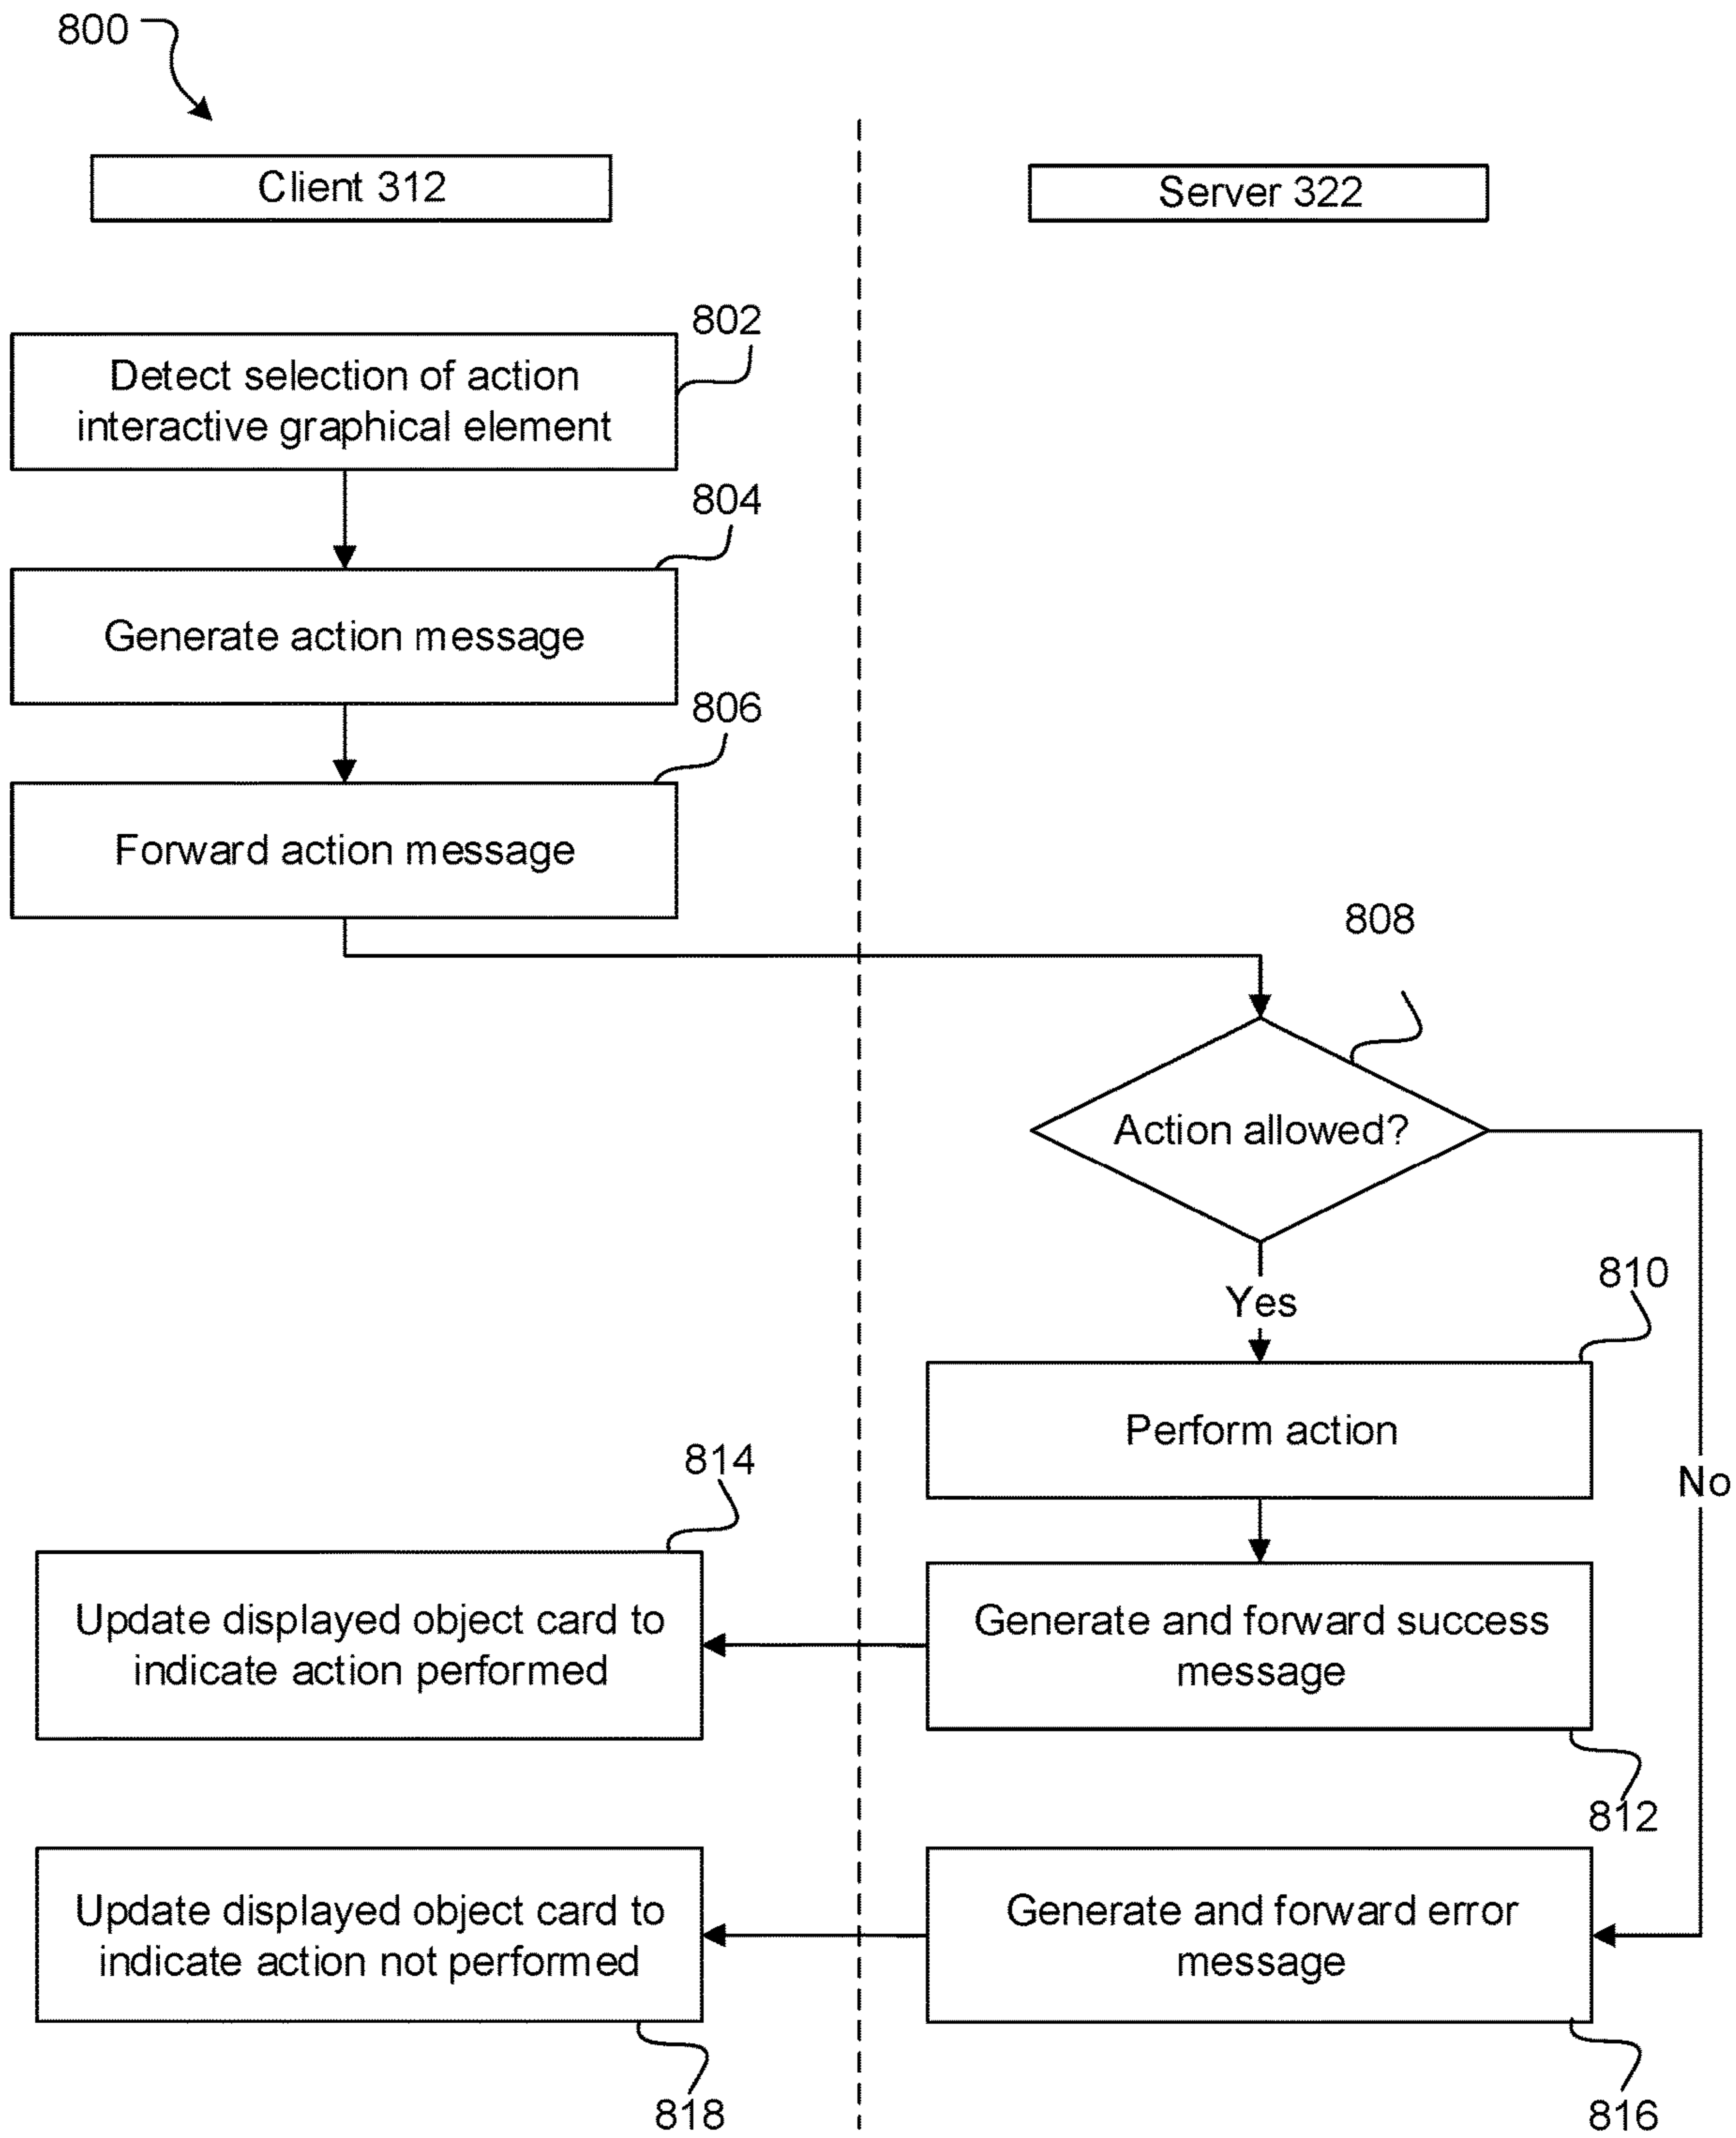 800
Client 312
Server 322
802
Detect selection of action
interactive graphical element
804
Generate action message
806
Forward action message
808
Action allowed?
Yes
810
Perform action
No
814
Update displayed object card to
indicate action performed
Generate and forward success
message
812
Update displayed object card to
indicate action not performed
Generate and forward error
message
818
816